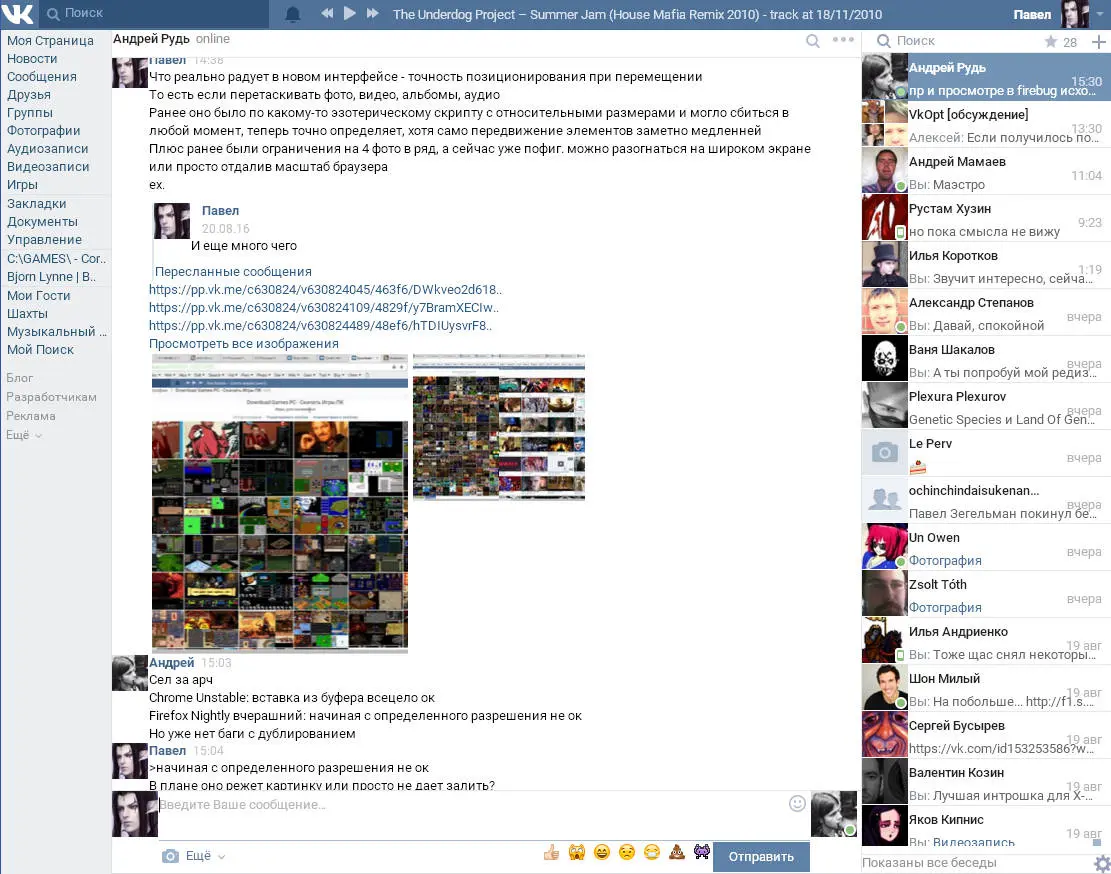 Поиск
The Underdog Project – Summer Jam (House Mafia Remix 2010) - track at 18/11/2010
Павел
Моя Страница
Новости
Сообщения
Друзья
Группы
Фотографии
Аудиозаписи
Видеозаписи
Игры
Закладки
Документы
Управление
C:\GAMES\ - Cor..
Bjorn Lynne | B..
Мои Гости
Шахты
Музыкальный ...
Мой Поиск
Блог
Разработчикам
Реклама
Ещё
Андрей Рудь online
Павел 14:38
Что реально радует в новом интерфейсе - точность позиционирования при перемещении
То есть если перетаскивать фото, видео, альбомы, аудио
Ранее оно было по какому-то эзотерическому скрипту с относительными размерами и могло сбиться в
любой момент, теперь точно определяет, хотя само передвижение элементов заметно медленней
Плюс ранее были ограничения на 4 фото в ряд, а сейчас уже пофиг. можно разогнаться на широком экране
или просто отдалив масштаб браузера
ex.
Павел
20.08.16
И еще много чего
Пересланные сообщения
https://pp.vk.me/c630824/v630824045/463f6/DWkveo2d618..
https://pp.vk.me/c630824/v630824109/4829f/y7BramXECIw..
https://pp.vk.me/c630824/v630824489/48ef6/hTDIUysvrF8..
Просмотреть все изображения
Download Games PC - Скачать Игры ПК
Андрей 15:03
Сел за арч
Chrome Unstable: вставка из буфера всецело ок
Firefox Nightly вчерашний: начиная с определенного разрешения не ок
Но уже нет баги с дублированием
Павел 15:04
>начиная с определенного разрешения не ок
В плане оно режет картинку или просто не дает залить?
Введите Ваше сообщение...
Ещё
Отправить
Поиск
28
Андрей Рудь
15:30
пр и просмотре в firebug исхо...
VkOpt [обсуждение]
13:30
Алексей: Если получилось по...
Андрей Мамаев
11:04
Вы: Маэстро
Рустам Хузин
9:23
но пока смысла не вижу
Илья Коротков
1:19
Вы: Звучит интересно, сейча...
Александр Степанов
вчера
Вы: Давай, спокойной
Ваня Шакалов
вчера
Вы: А ты попробуй мой редиз...
Plexura Plexurov
вчера
Genetic Species и Land Of Gen...
Le Perv
вчера
ochinchindaisukenan...
вчера
Павел Зегельман покинул бе...
Un Owen
вчера
Фотография
Zsolt Tóth
вчера
Фотография
Илья Андриенко
19 авг
Вы: Тоже щас снял некоторы...
Шон Милый
19 авг
Вы: На побольше... http://f1.s....
Сергей Бусырев
19 авг
https://vk.com/id153253586?w...
Валентин Козин
19 авг
Вы: Лучшая интрошка для X-...
Яков Кипнис
19 авг
Вы: Видеозапись
Показаны все беседы